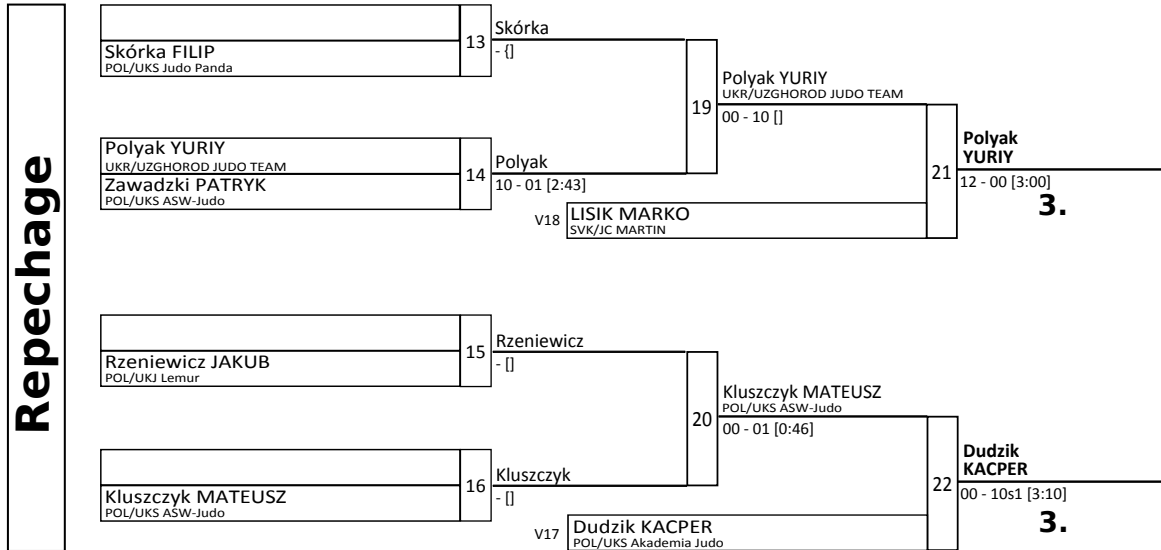 Repechage
Skórka FILIP
POL/UKS Judo Panda
13
Skórka
- {]
Polyak YURIY
UKR/UZGHOROD JUDO TEAM
Zawadzki PATRYK
POL/UKS ASW-Judo
14
Polyak
10 - 01 [2:43]
19
Polyak YURIY
UKR/UZGHOROD JUDO TEAM
00 - 10 []
V18
LISIK MARKO
SVK/JC MARTIN
21
Polyak
YURIY
12 - 00 [3:00]
3.
Rzeniewicz JAKUB
POL/UKJ Lemur
15
Rzeniewicz
- []
Kluszczyk MATEUSZ
POL/UKS ASW-Judo
16
Kluszczyk
- []
20
Kluszczyk MATEUSZ
POL/UKS ASW-Judo
00 - 01 [0:46]
V17
Dudzik KACPER
POL/UKS Akademia Judo
22
Dudzik
KACPER
00 - 10s1 [3:10]
3.